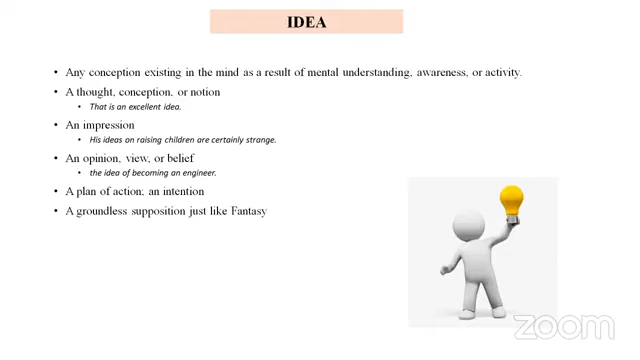 IDEA
• Any conception existing in the mind as a result of mental understanding, awareness, or activity.
• A thought, conception, or notion
• That is an excellent idea.
• An impression
• His ideas on raising children are certainly strange.
• An opinion, view, or belief
• the idea of becoming an engineer.
• A plan of action; an intention
• A groundless supposition just like Fantasy
zoom